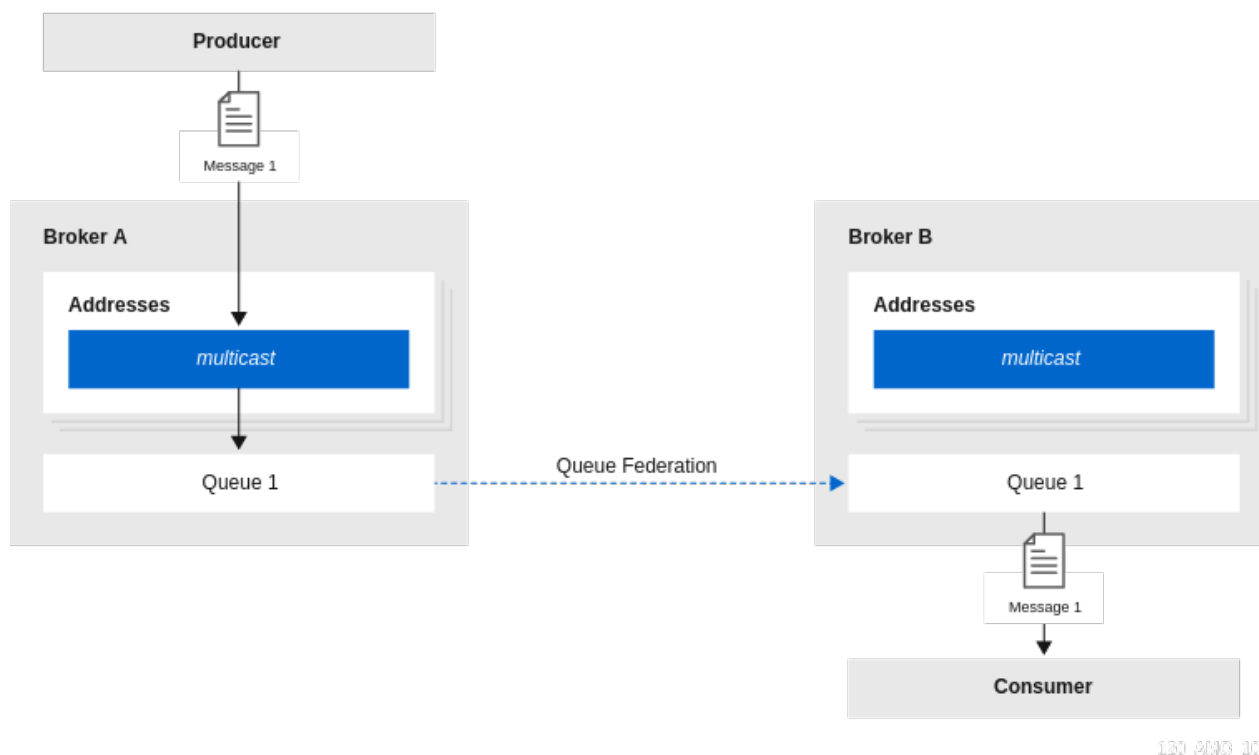 Producer
Message 1
Broker A
Addresses
multicast
Queue 1
Queue Federation
Broker B
Addresses
multicast
Queue 1
Message 1
Consumer